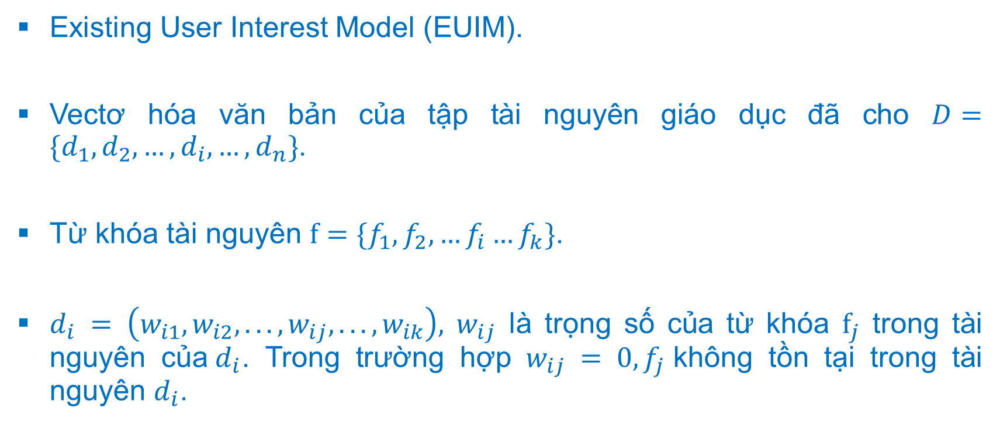 ▪ Existing User Interest Model (EUIM).
▪ Vectơ hóa văn bản của tập tài nguyên giáo dục đã cho $D =$
$\{d_1, d_2, \ldots, d_i, \ldots, d_n\}$.
▪ Từ khóa tài nguyên $\mathrm{f} = \{f_1, f_2, \ldots f_i \ldots f_k\}$.
▪ $d_i = (w_{i1}, w_{i2}, \ldots, w_{ij}, \ldots, w_{ik})$, $w_{ij}$ là trọng số của từ khóa $\mathrm{f}_j$ trong tài
nguyên của $d_i$. Trong trường hợp $w_{ij} = 0, f_j$ không tồn tại trong tài
nguyên $d_i$.